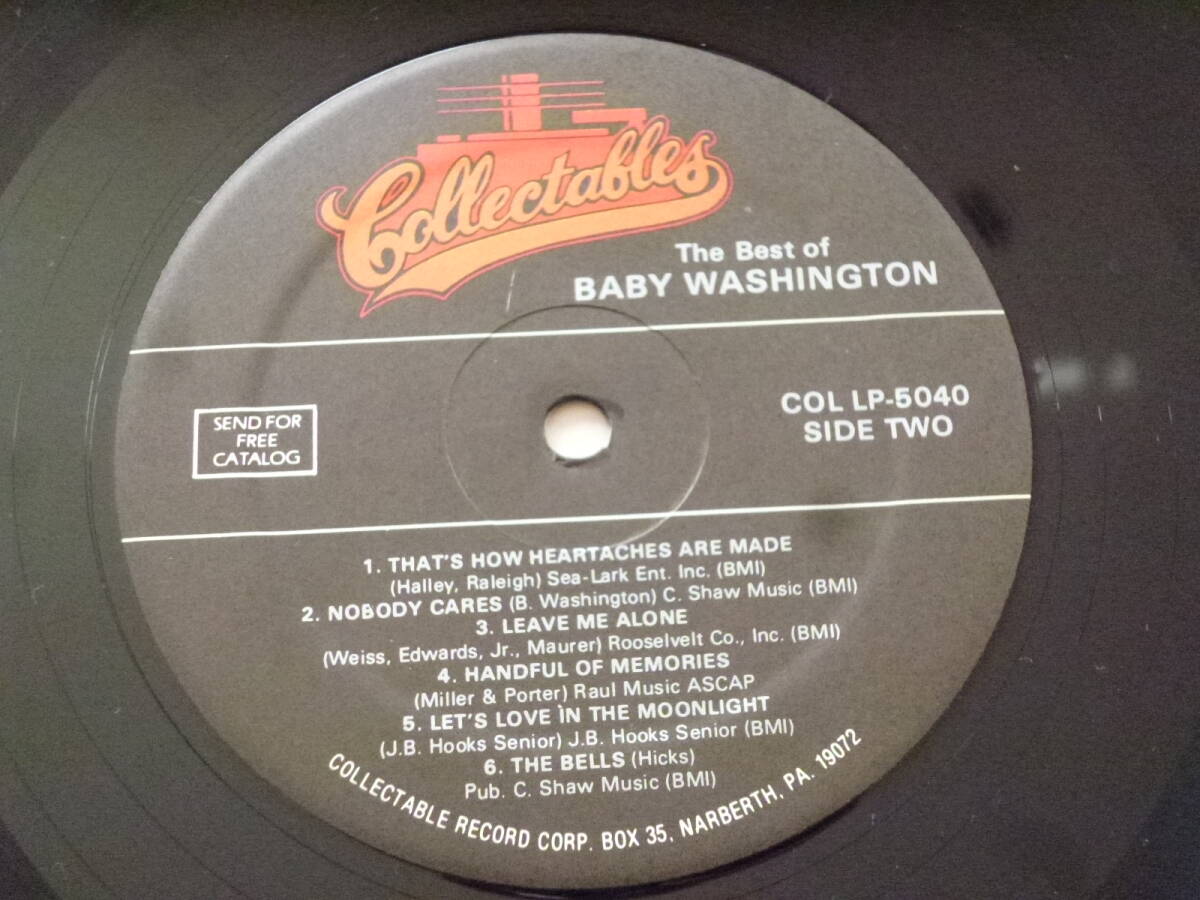 Collectables
The Best of
BABY WASHINGTON
SEND FOR
FREE
CATALOG
COL LP-5040
SIDE TWO
1. THAT'S HOW HEARTACHES ARE MADE
(Halley, Raleigh) Sea-Lark Ent. Inc. (BMI)
2. NOBODY CARES (B. Washington) C. Shaw Music (BMI)
3. LEAVE ME ALONE
(Weiss, Edwards, Jr., Maurer) Rooselvelt Co., Inc. (BMI)
4. HANDFUL OF MEMORIES
(Miller & Porter) Raul Music ASCAP
5. LET'S LOVE IN THE MOONLIGHT
(J.B. Hooks Senior) J.B. Hooks Senior (BMI)
6. THE BELLS (Hicks)
Pub. C. Shaw Music (BMI)
COLLECTABLE RECORD CORP. BOX 35, NARBERTH, PA. 19072